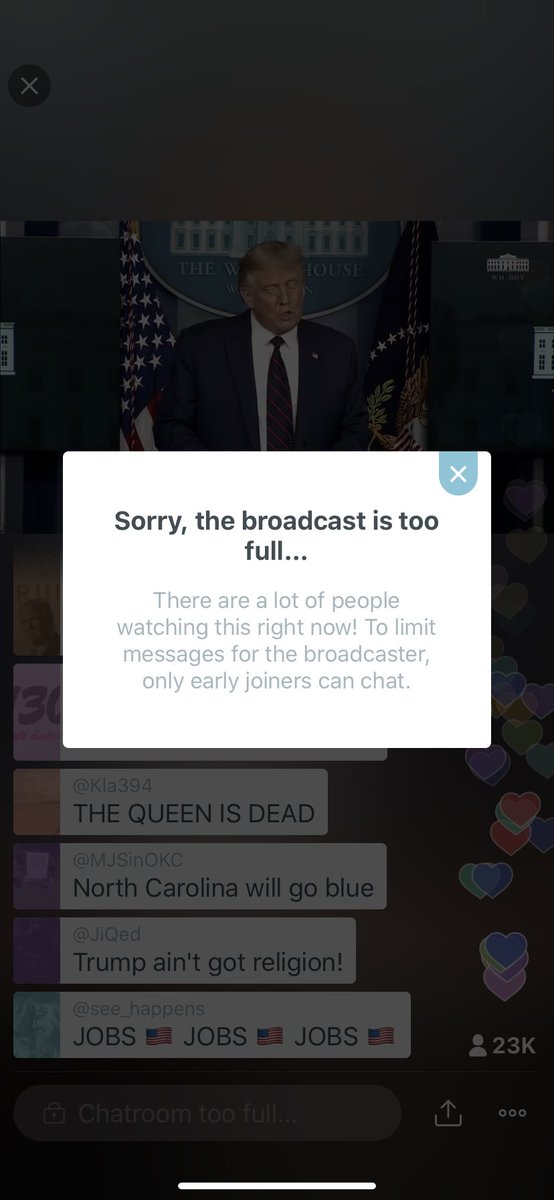 THE W HOUSE
WH.GOV
Sorry, the broadcast is too
full...
There are a lot of people
watching this right now! To limit
messages for the broadcaster,
only early joiners can chat.
@Kla394
THE QUEEN IS DEAD
@MJSinOKC
North Carolina will go blue
@JiQed
Trump ain't got religion!
@see_happens
JOBS 🇺🇸 JOBS 🇺🇸 JOBS 🇺🇸
23K
Chatroom too full...